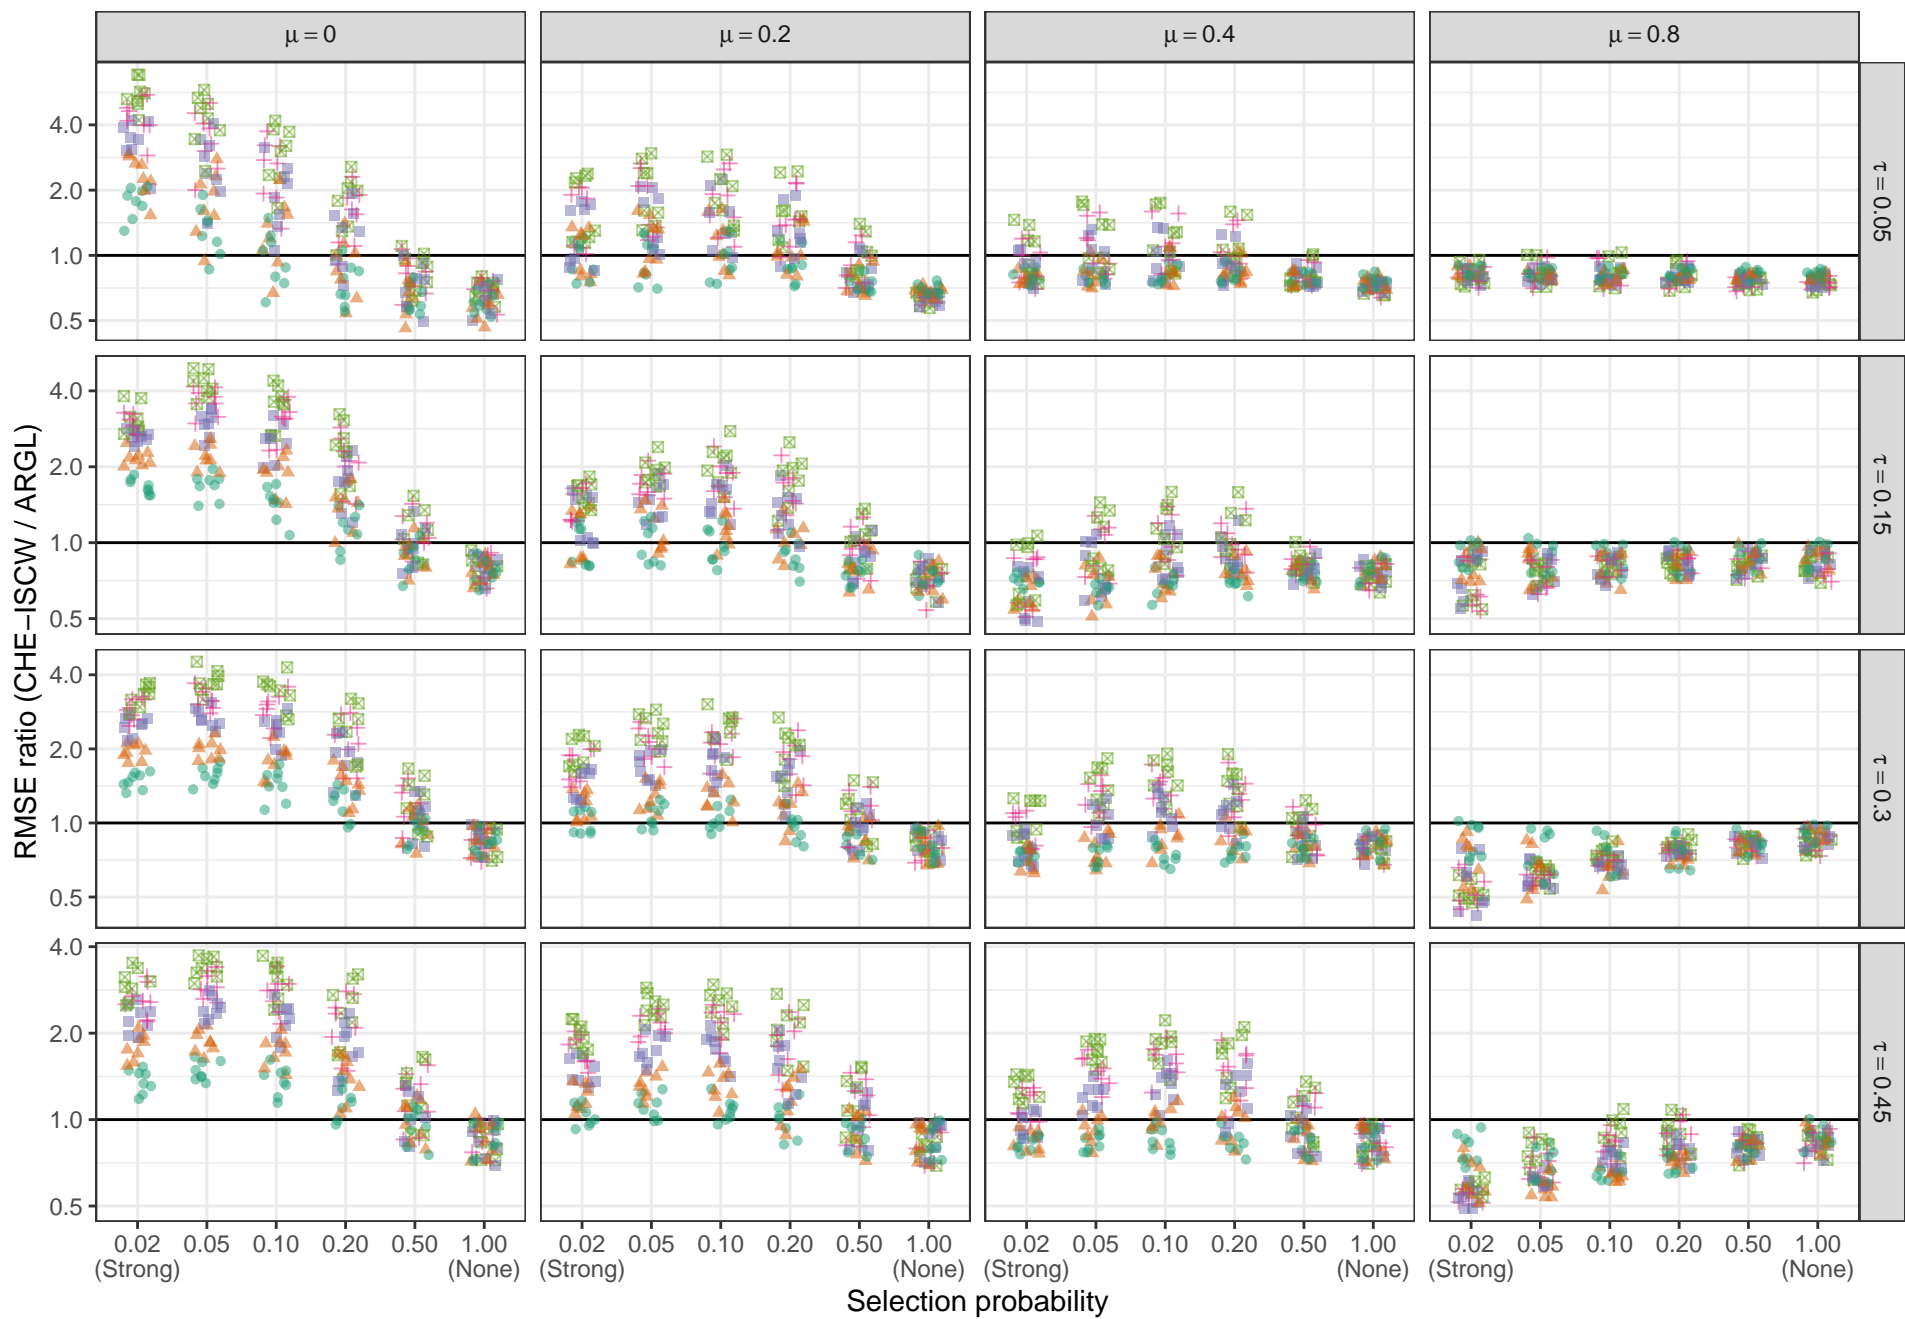 μ = 0
μ = 0.2
μ = 0.4
μ = 0.8
RMSE ratio (CHE−ISCW / ARGL)
4.0
2.0
1.0
0.5
τ = 0.05
4.0
2.0
1.0
0.5
τ = 0.15
4.0
2.0
1.0
0.5
τ = 0.3
4.0
2.0
1.0
0.5
τ = 0.45
0.02 0.05 0.10 0.20 0.50 1.00 0.02 0.05 0.10 0.20 0.50 1.00 0.02 0.05 0.10 0.20 0.50 1.00 0.02 0.05 0.10 0.20 0.50 1.00
(Strong) (None) (Strong) (None) (Strong) (None) (Strong) (None)
Selection probability